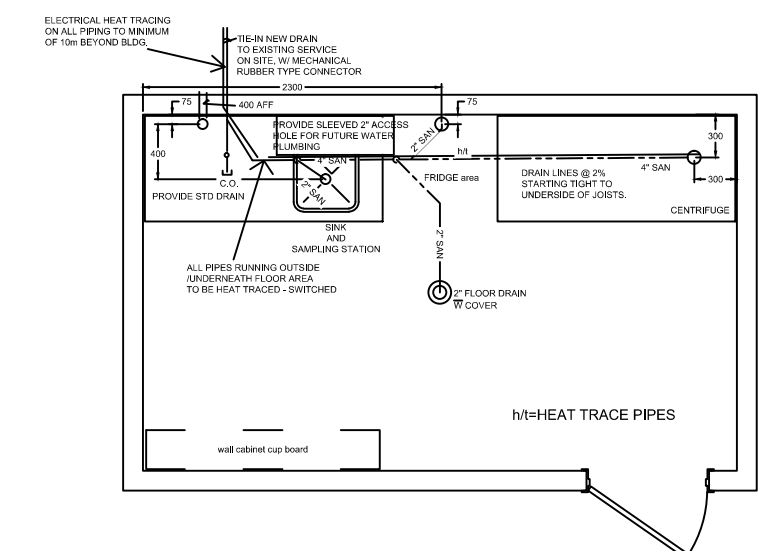 ELECTRICAL HEAT TRACING
ON ALL PIPING TO MINIMUM
OF 10m BEYOND BLDG.
TIE-IN NEW DRAIN
TO EXISTING SERVICE
ON SITE, W/ MECHANICAL
RUBBER TYPE CONNECTOR
2300
75
400 AFF
75
PROVIDE SLEEVED 2" ACCESS
HOLE FOR FUTURE WATER
PLUMBING
2" SAN
300
400
4" SAN
h/t
4" SAN
C.O.
2" SAN
FRIDGE area
DRAIN LINES @ 2%
STARTING TIGHT TO
UNDERSIDE OF JOISTS.
300
PROVIDE STD DRAIN
CENTRIFUGE
SINK
AND
SAMPLING STATION
2" SAN
ALL PIPES RUNNING OUTSIDE
/UNDERNEATH FLOOR AREA
TO BE HEAT TRACED - SWITCHED
2" FLOOR DRAIN
W COVER
h/t=HEAT TRACE PIPES
wall cabinet cup board